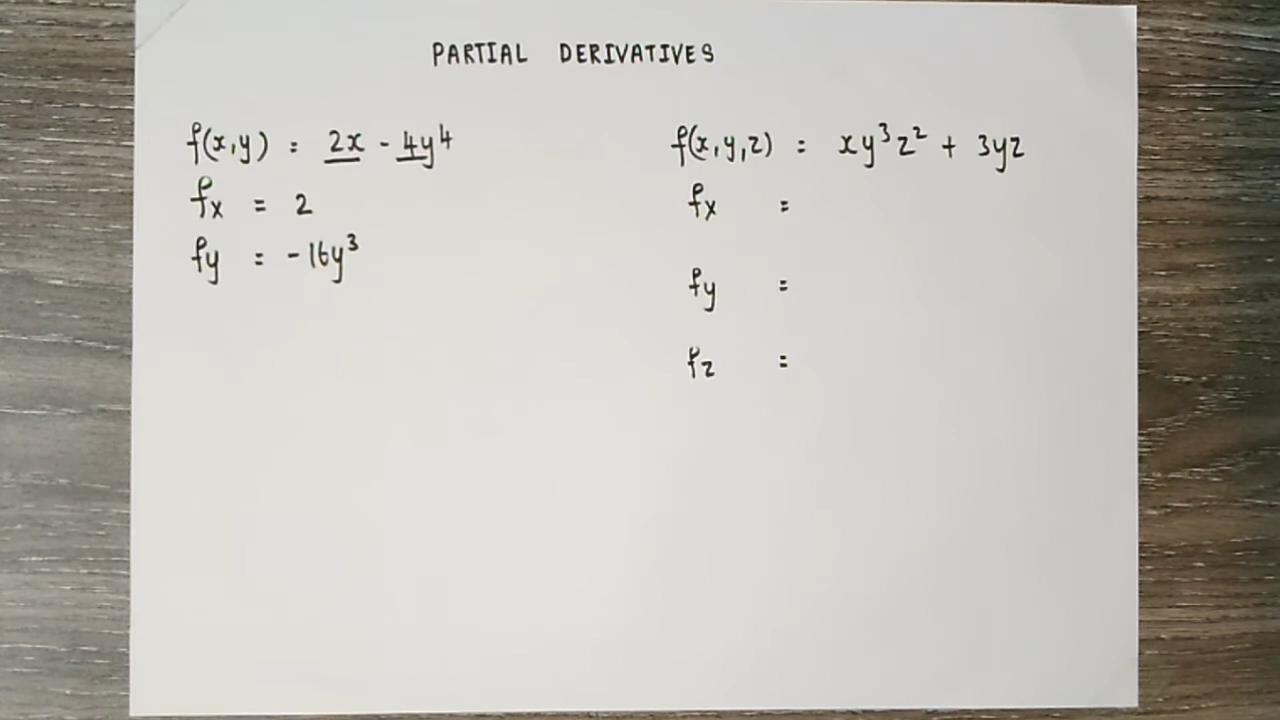 PARTIAL DERIVATIVES
f(x,y) = 2x - 4y⁴
fx = 2
fy = -16y³
f(x,y,z) = xy³z² + 3yz
fx =
fy =
fz =